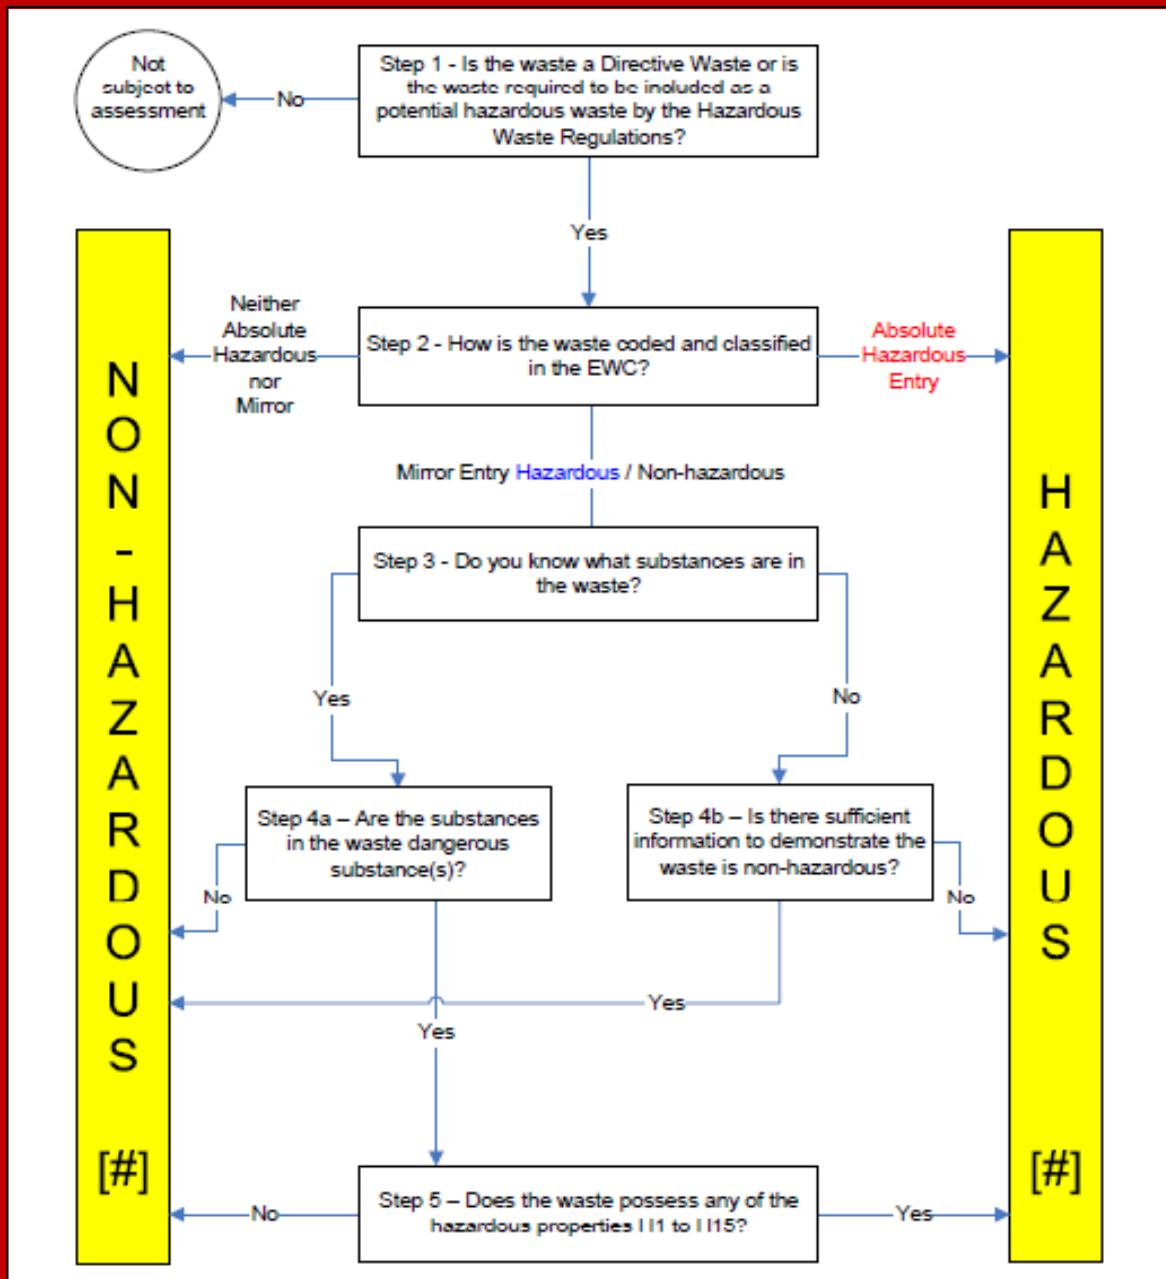 Not
subject to
assessment
No
Step 1 - Is the waste a Directive Waste or is
the waste required to be included as a
potential hazardous waste by the Hazardous
Waste Regulations?
Yes
Neither
Absolute
Hazardous
nor
Mirror
Step 2 - How is the waste coded and classified
in the EWC?
Absolute
Hazardous
Entry
Mirror Entry Hazardous / Non-hazardous
Step 3 - Do you know what substances are in
the waste?
Yes
No
Step 4a – Are the substances
in the waste dangerous
substance(s)?
No
Step 4b – Is there sufficient
information to demonstrate the
waste is non-hazardous?
No
Yes
Yes
Step 5 – Does the waste possess any of the
hazardous properties H1 to H15?
No
Yes
NON-HAZARDOUS
[#]
HAZARDOUS
[#]